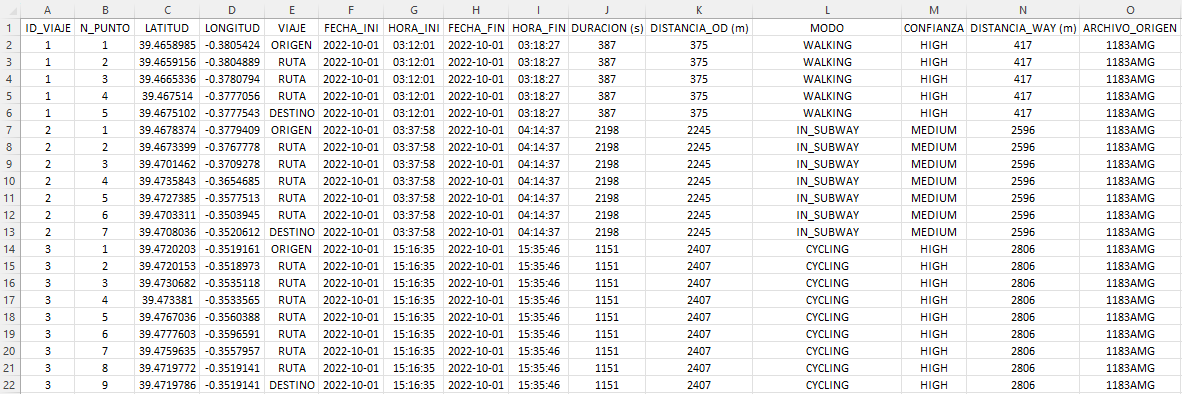 A B C D E F G H I J K L M N O
1 ID_VIAJE N_PUNTO LATITUD LONGITUD VIAJE FECHA_INI HORA_INI FECHA_FIN HORA_FIN DURACION (s) DISTANCIA_OD (m) MODO CONFIANZA DISTANCIA_WAY (m) ARCHIVO_ORIGEN
2 1 1 39.4658985 -0.3805424 ORIGEN 2022-10-01 03:12:01 2022-10-01 03:18:27 387 375 WALKING HIGH 417 1183AMG
3 1 2 39.4659156 -0.3804889 RUTA 2022-10-01 03:12:01 2022-10-01 03:18:27 387 375 WALKING HIGH 417 1183AMG
4 1 3 39.4665336 -0.3780794 RUTA 2022-10-01 03:12:01 2022-10-01 03:18:27 387 375 WALKING HIGH 417 1183AMG
5 1 4 39.467514 -0.3777056 RUTA 2022-10-01 03:12:01 2022-10-01 03:18:27 387 375 WALKING HIGH 417 1183AMG
6 1 5 39.4675102 -0.3777543 DESTINO 2022-10-01 03:12:01 2022-10-01 03:18:27 387 375 WALKING HIGH 417 1183AMG
7 2 1 39.4678374 -0.3779409 ORIGEN 2022-10-01 03:37:58 2022-10-01 04:14:37 2198 2245 IN_SUBWAY MEDIUM 2596 1183AMG
8 2 2 39.4673399 -0.3767778 RUTA 2022-10-01 03:37:58 2022-10-01 04:14:37 2198 2245 IN_SUBWAY MEDIUM 2596 1183AMG
9 2 3 39.4701462 -0.3709278 RUTA 2022-10-01 03:37:58 2022-10-01 04:14:37 2198 2245 IN_SUBWAY MEDIUM 2596 1183AMG
10 2 4 39.4735843 -0.3654685 RUTA 2022-10-01 03:37:58 2022-10-01 04:14:37 2198 2245 IN_SUBWAY MEDIUM 2596 1183AMG
11 2 5 39.4727385 -0.3577513 RUTA 2022-10-01 03:37:58 2022-10-01 04:14:37 2198 2245 IN_SUBWAY MEDIUM 2596 1183AMG
12 2 6 39.4703311 -0.3503945 RUTA 2022-10-01 03:37:58 2022-10-01 04:14:37 2198 2245 IN_SUBWAY MEDIUM 2596 1183AMG
13 2 7 39.4708036 -0.3520612 DESTINO 2022-10-01 03:37:58 2022-10-01 04:14:37 2198 2245 IN_SUBWAY MEDIUM 2596 1183AMG
14 3 1 39.4720203 -0.3519161 ORIGEN 2022-10-01 15:16:35 2022-10-01 15:35:46 1151 2407 CYCLING HIGH 2806 1183AMG
15 3 2 39.4720153 -0.3518973 RUTA 2022-10-01 15:16:35 2022-10-01 15:35:46 1151 2407 CYCLING HIGH 2806 1183AMG
16 3 3 39.4730682 -0.3535118 RUTA 2022-10-01 15:16:35 2022-10-01 15:35:46 1151 2407 CYCLING HIGH 2806 1183AMG
17 3 4 39.473381 -0.3533565 RUTA 2022-10-01 15:16:35 2022-10-01 15:35:46 1151 2407 CYCLING HIGH 2806 1183AMG
18 3 5 39.4767036 -0.3560388 RUTA 2022-10-01 15:16:35 2022-10-01 15:35:46 1151 2407 CYCLING HIGH 2806 1183AMG
19 3 6 39.4777603 -0.3596591 RUTA 2022-10-01 15:16:35 2022-10-01 15:35:46 1151 2407 CYCLING HIGH 2806 1183AMG
20 3 7 39.4759635 -0.3557957 RUTA 2022-10-01 15:16:35 2022-10-01 15:35:46 1151 2407 CYCLING HIGH 2806 1183AMG
21 3 8 39.4719772 -0.3519141 RUTA 2022-10-01 15:16:35 2022-10-01 15:35:46 1151 2407 CYCLING HIGH 2806 1183AMG
22 3 9 39.4719786 -0.3519141 DESTINO 2022-10-01 15:16:35 2022-10-01 15:35:46 1151 2407 CYCLING HIGH 2806 1183AMG